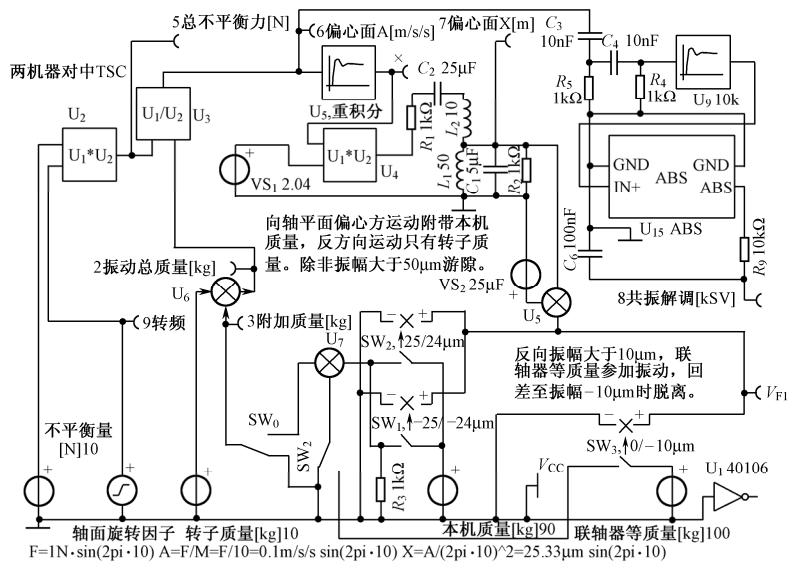 5总不平衡力[N]
6偏心面A[m/s/s]
7偏心面X[m]
C3
10nF
C4
10nF
两机器对中TSC
U2
U1/U2
U3
U1*U2
×
C2 25μF
U5,重积分
R1 1kΩ
L2 10
R5
1kΩ
R4
1kΩ
U9 10k
U1*U2
U4
VS1 2.04
L1 50
C1 5μF
R2 1kΩ
GND
GND
ABS
IN+
ABS
U15 ABS
C6 100nF
R9 10kΩ
向轴平面偏心方运动附带本机
质量，反方向运动只有转子质
量。除非振幅大于50μm游隙。
2振动总质量[kg]
U6
VS2 25μF
U5
8共振解调[kSV]
9转频
3附加质量[kg]
U7
SW2, 25/24μm
反向振幅大于10μm，联
轴器等质量参加振动，回
差至振幅−10μm时脱离。
VF1
SW0
SW2
SW1, −25/−24μm
SW3, 0/−10μm
不平衡量
[N]10
R3 1kΩ
VCC
U1 40106
轴面旋转因子
转子质量[kg]10
本机质量[kg]90
联轴器等质量[kg]100
F=1N·sin(2pi·10) A=F/M=F/10=0.1m/s/s sin(2pi·10) X=A/(2pi·10)^2=25.33μm sin(2pi·10)